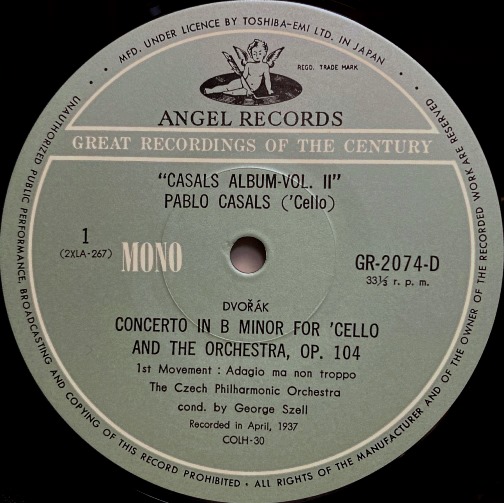 MFD. UNDER LICENCE BY TOSHIBA-EMI LTD. IN JAPAN
REGD. TRADE MARK
ANGEL RECORDS
GREAT RECORDINGS OF THE CENTURY
"CASALS ALBUM-VOL. II"
PABLO CASALS ('Cello)
1
(2XLA-267)
MONO
GR-2074-D
33⅓ r. p. m.
DVOŘÁK
CONCERTO IN B MINOR FOR 'CELLO
AND THE ORCHESTRA, OP. 104
1st Movement : Adagio ma non troppo
The Czech Philharmonic Orchestra
cond. by George Szell
Recorded in April, 1937
COLH-30
UNAUTHORIZED PUBLIC PERFORMANCE, BROADCASTING AND COPYING OF THIS RECORD PROHIBITED · ALL RIGHTS OF THE MANUFACTURER AND OF THE OWNER OF THE RECORDED WORK ARE RESERVED